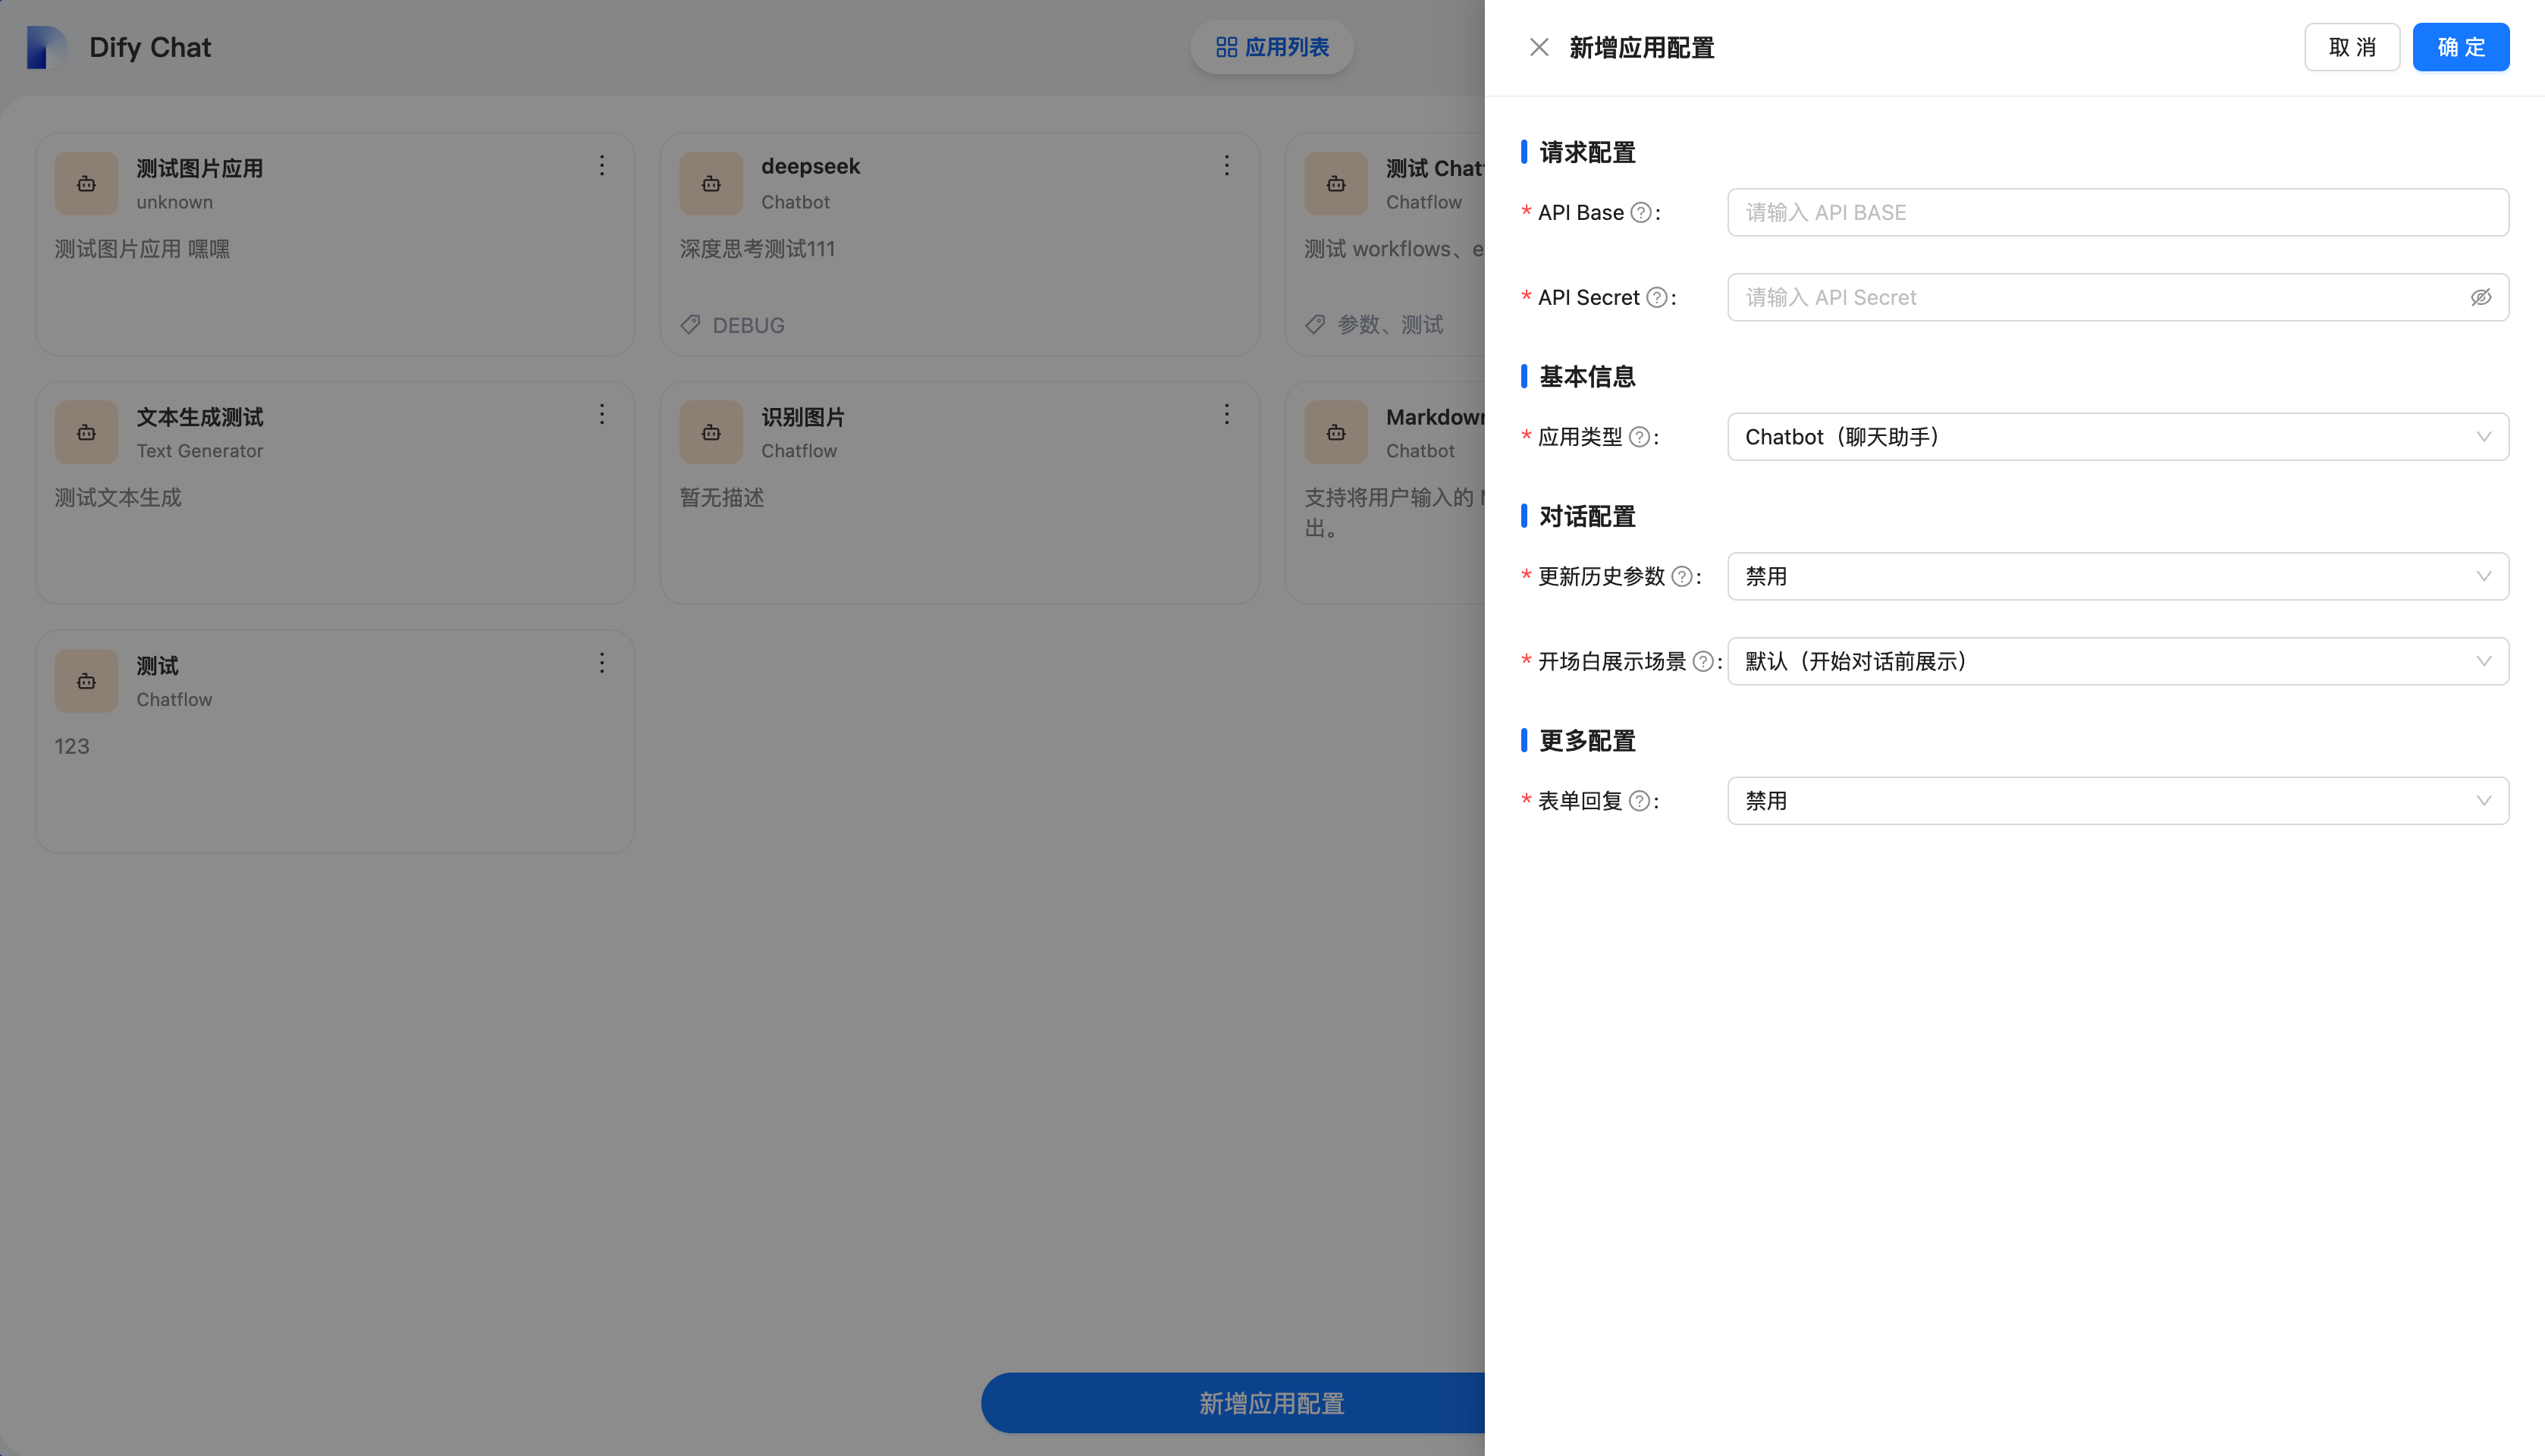 Dify Chat
应用列表
测试图片应用
unknown
测试图片应用 嘿嘿
deepseek
Chatbot
深度思考测试111
DEBUG
测试 Chat
Chatflow
测试 workflows、e
参数、测试
文本生成测试
Text Generator
测试文本生成
识别图片
Chatflow
暂无描述
Markdow
Chatbot
支持将用户输入的
出。
测试
Chatflow
123
新增应用配置
新增应用配置
取 消
确 定
请求配置
* API Base ? :
请输入 API BASE
* API Secret ? :
请输入 API Secret
基本信息
* 应用类型 ? :
Chatbot（聊天助手）
对话配置
* 更新历史参数 ? :
禁用
* 开场白展示场景 ? :
默认（开始对话前展示）
更多配置
* 表单回复 ? :
禁用